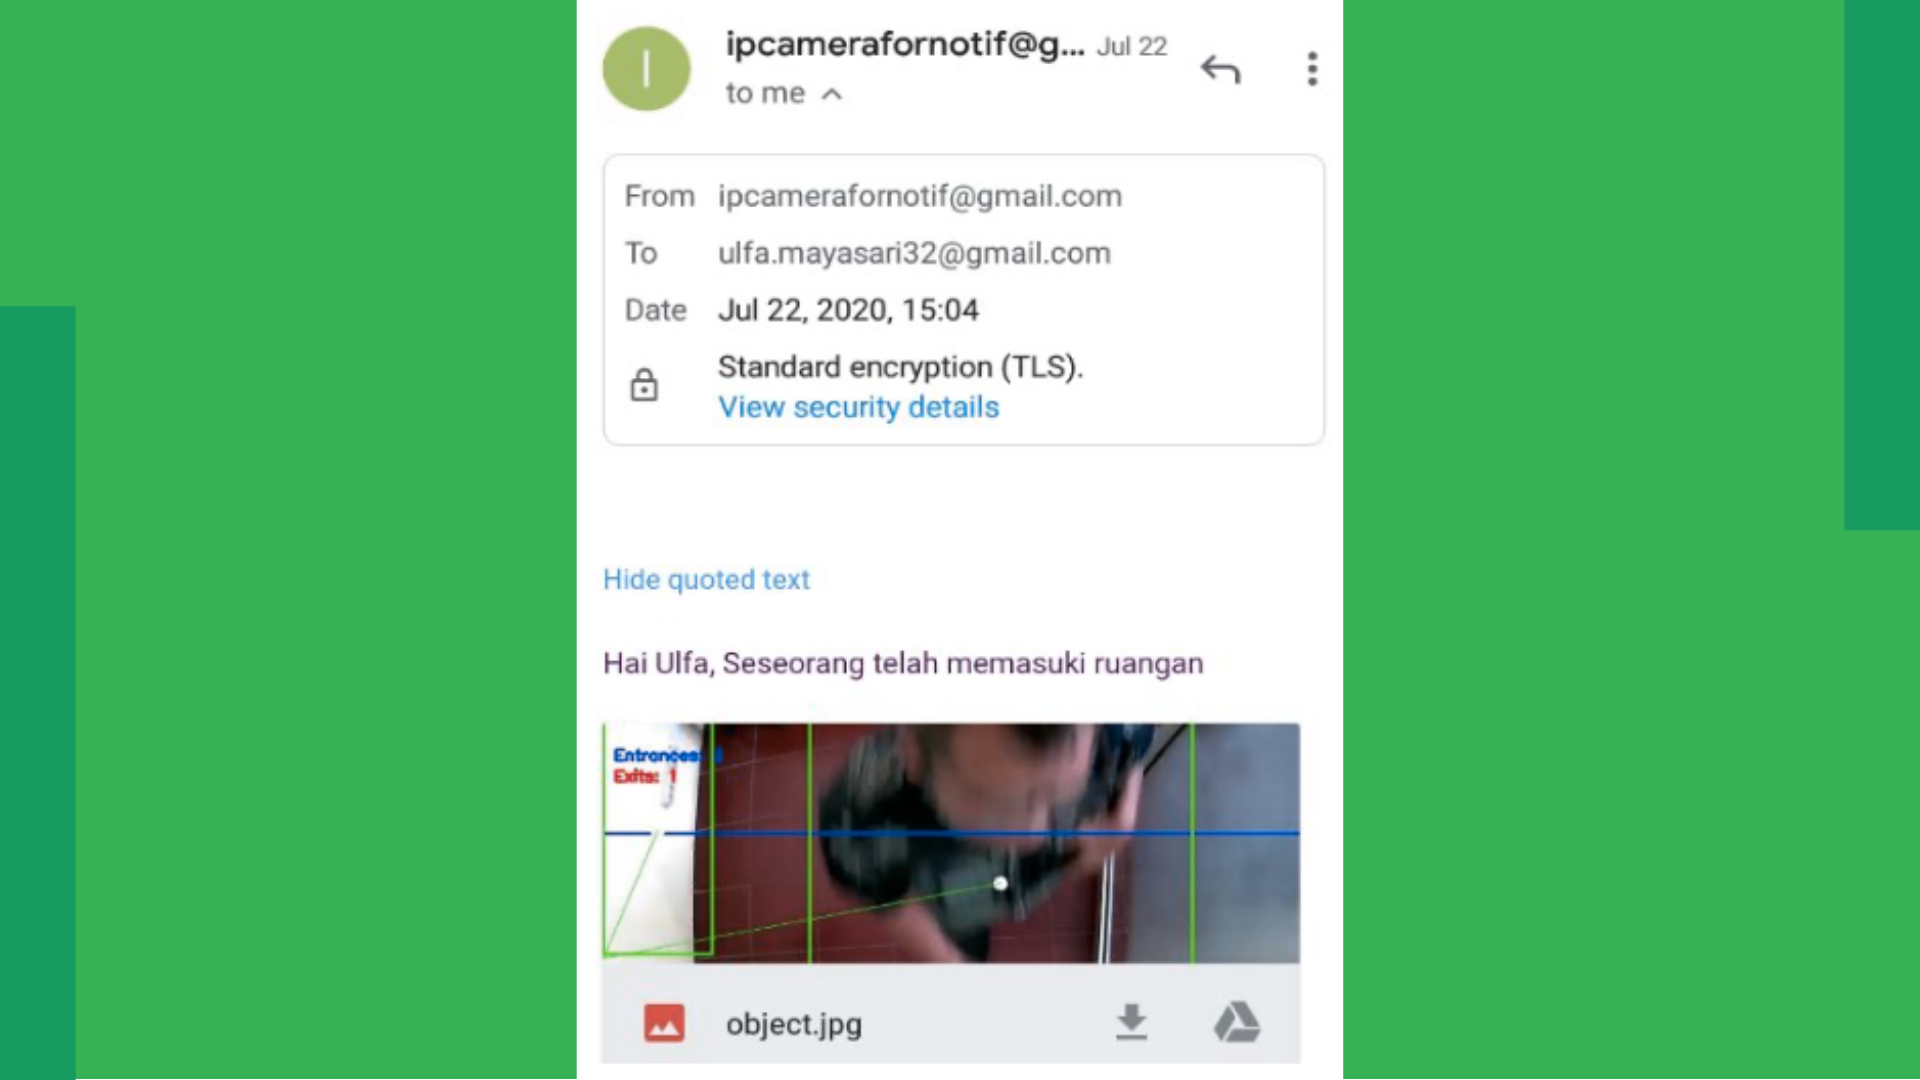 I
ipcamerafornotif@g... Jul 22
to me
From ipcamerafornotif@gmail.com
To ulfa.mayasari32@gmail.com
Date Jul 22, 2020, 15:04
Standard encryption (TLS).
View security details
Hide quoted text
Hai Ulfa, Seseorang telah memasuki ruangan
Entrances:
Exits: 1
object.jpg